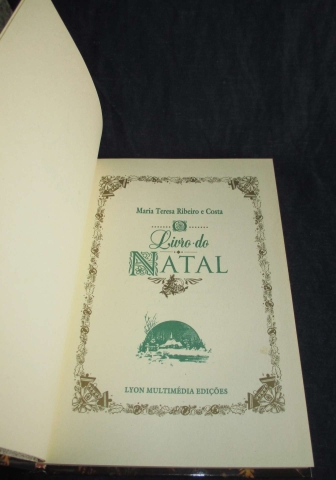 Maria Teresa Ribeiro e Costa
O
Livro do
NATAL
LYON MULTIMÉDIA EDIÇÕES